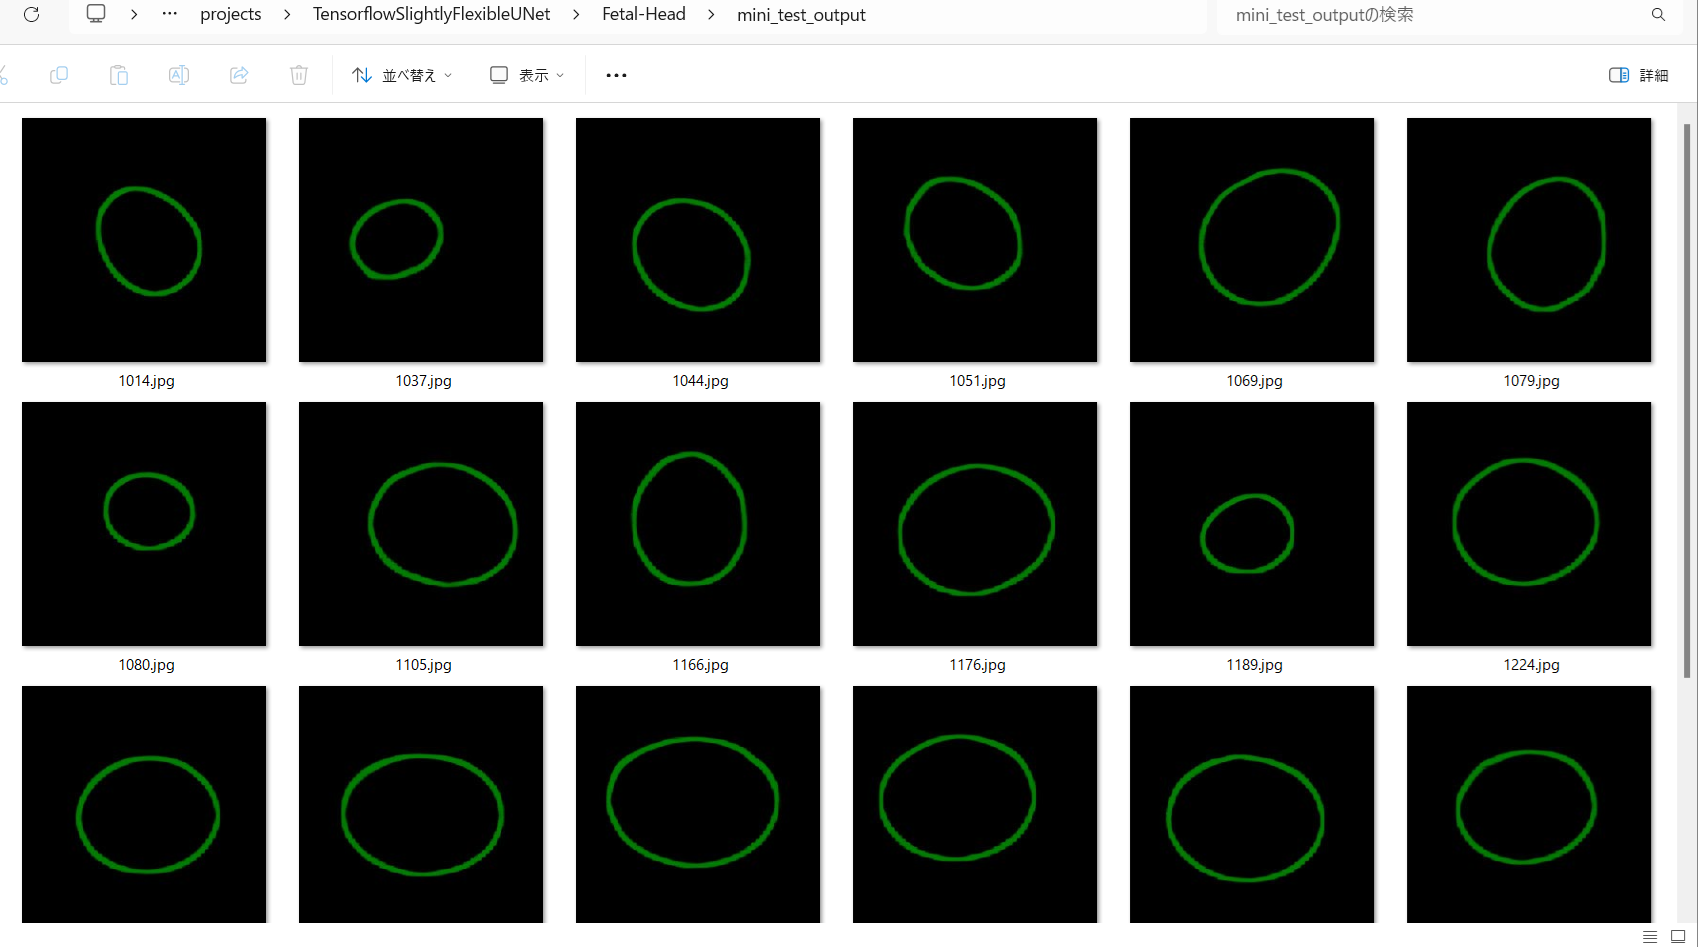 projects > TensorflowSlightlyFlexibleUNet > Fetal-Head > mini_test_output
mini_test_outputの検索
並べ替え 表示 詳細
1014.jpg 1037.jpg 1044.jpg 1051.jpg 1069.jpg 1079.jpg
1080.jpg 1105.jpg 1166.jpg 1176.jpg 1189.jpg 1224.jpg